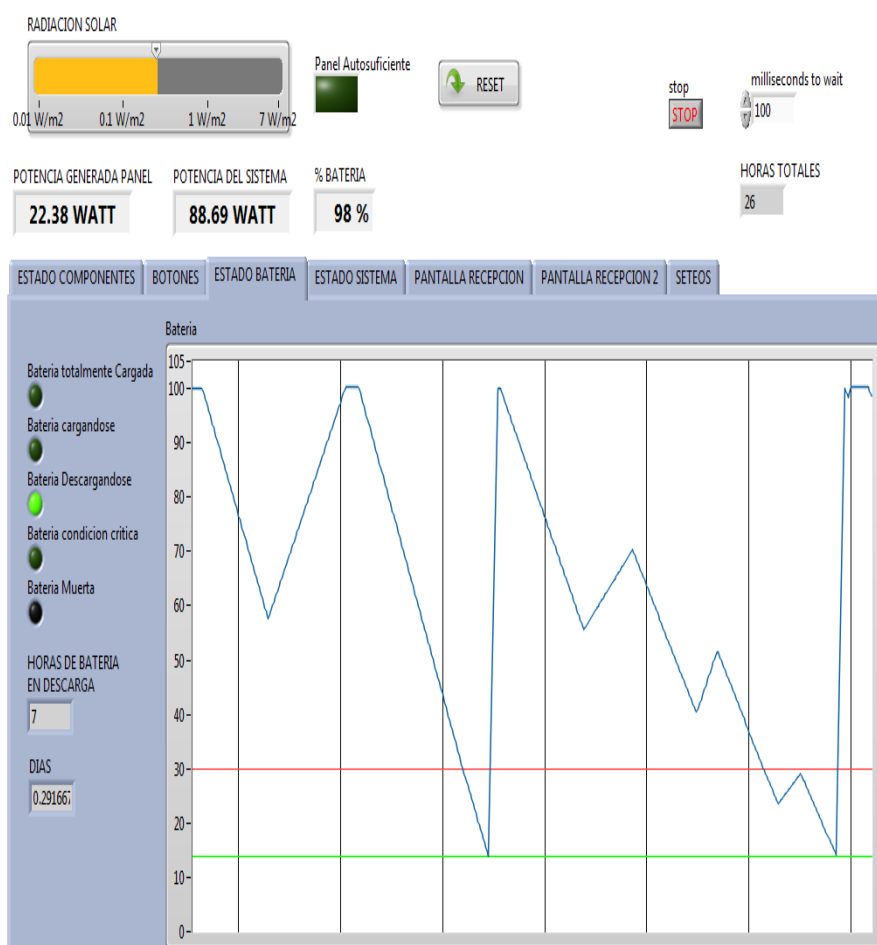 RADIACION SOLAR
0.01 W/m2 0.1 W/m2 1 W/m2 7 W/m2
Panel Autosuficiente
RESET
stop
STOP
milliseconds to wait
100
POTENCIA GENERADA PANEL
22.38 WATT
POTENCIA DEL SISTEMA
88.69 WATT
% BATERIA
98 %
HORAS TOTALES
26
ESTADO COMPONENTES BOTONES ESTADO BATERIA ESTADO SISTEMA PANTALLA RECEPCION PANTALLA RECEPCION 2 SETEOS
Bateria totalmente Cargada
Bateria cargandose
Bateria Descargandose
Bateria condicion critica
Bateria Muerta
HORAS DE BATERIA
EN DESCARGA
7
DIAS
0.291667
Bateria
105
100
90
80
70
60
50
40
30
20
10
0